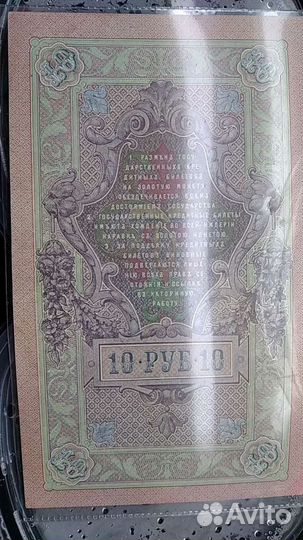 1. РАЗМѢНЪ ГОСУ-
ДАРСТВЕННЫХЪ КРЕ-
ДИТНЫХЪ БИЛЕТОВЪ
НА ЗОЛОТУЮ МОНЕТУ
ОБЕЗПЕЧИВАЕТСЯ ВСѢМЪ
ДОСТОЯНІЕМЪ ГОСУДАРСТВА
2. ГОСУДАРСТВЕННЫЕ КРЕДИТНЫЕ БИЛЕТЫ
ИМѢЮТЪ ХОЖДЕНІЕ ВО ВСЕЙ ИМПЕРІИ
НАРАВНѢ СЪ ЗОЛОТОЮ МОНЕТОЮ.
3. ЗА ПОДДѢЛКУ КРЕДИТНЫХЪ
БИЛЕТОВЪ ВИНОВНЫЕ
ПОДВЕРГАЮТСЯ ЛИШЕ-
НІЮ ВСѢХЪ ПРАВЪ СО-
СТОЯНІЯ И ССЫЛКѢ
ВЪ КАТОРЖНУЮ
РАБОТУ.
10·РУБ·10
Avito